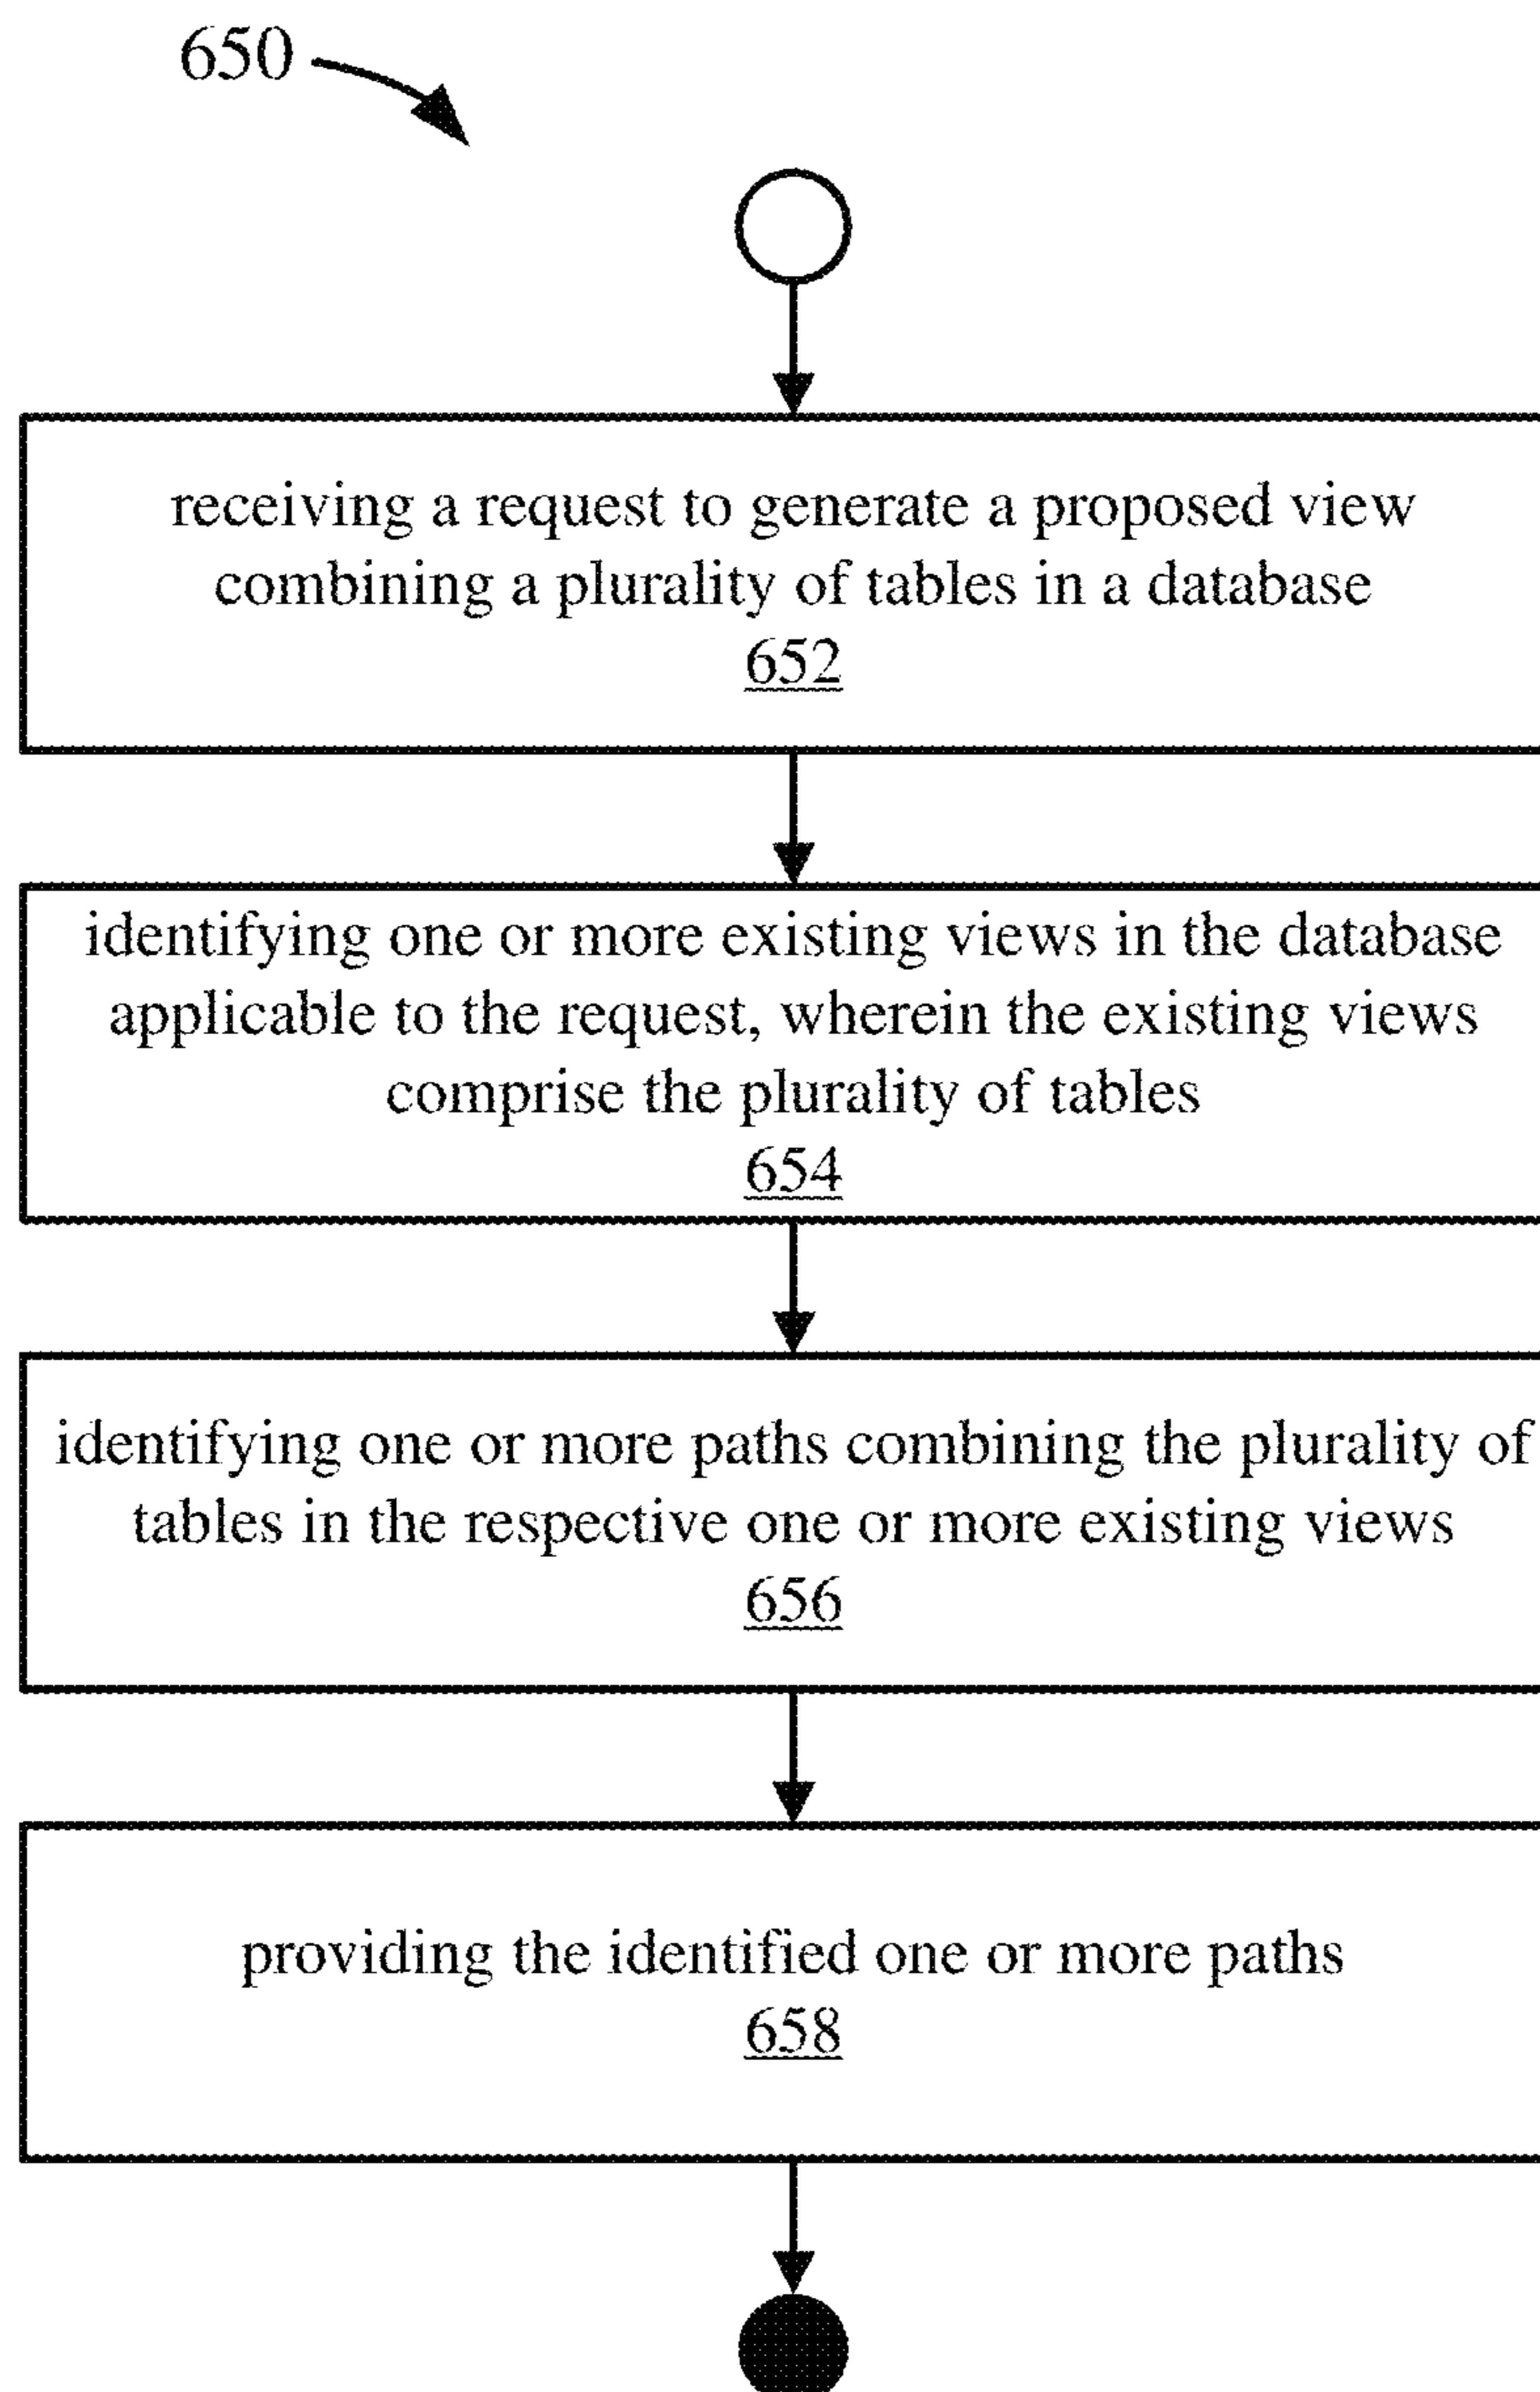 650
receiving a request to generate a proposed view
combining a plurality of tables in a database
652
identifying one or more existing views in the database
applicable to the request, wherein the existing views
comprise the plurality of tables
654
identifying one or more paths combining the plurality of
tables in the respective one or more existing views
656
providing the identified one or more paths
658